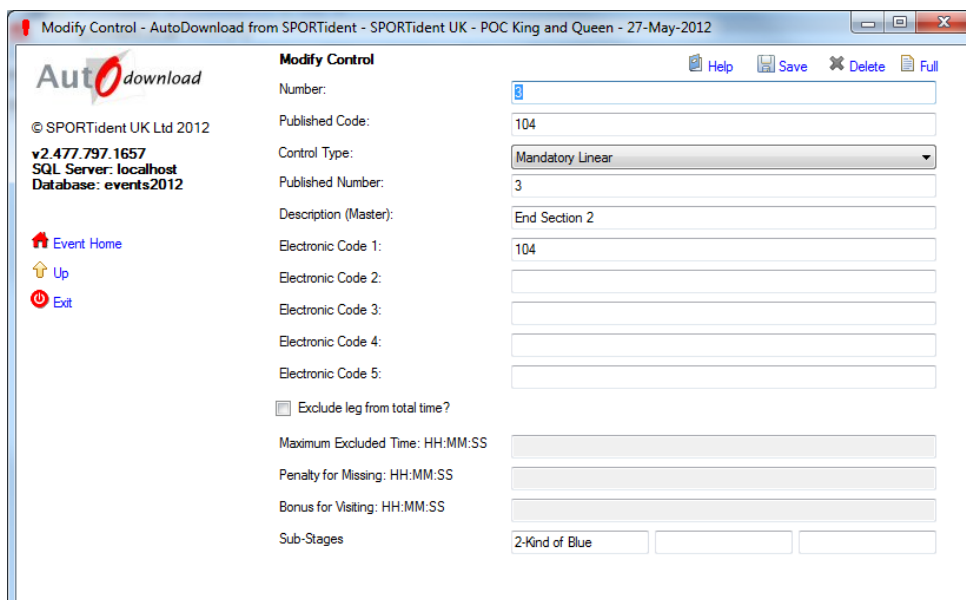 Modify Control - AutoDownload from SPORTident - SPORTident UK - POC King and Queen - 27-May-2012
AutOdownload
© SPORTident UK Ltd 2012
v2.477.797.1657
SQL Server: localhost
Database: events2012
Event Home
Up
Exit
Modify Control
Help Save Delete Full
Number: 3
Published Code: 104
Control Type: Mandatory Linear
Published Number: 3
Description (Master): End Section 2
Electronic Code 1: 104
Electronic Code 2:
Electronic Code 3:
Electronic Code 4:
Electronic Code 5:
Exclude leg from total time?
Maximum Excluded Time: HH:MM:SS
Penalty for Missing: HH:MM:SS
Bonus for Visiting: HH:MM:SS
Sub-Stages 2-Kind of Blue